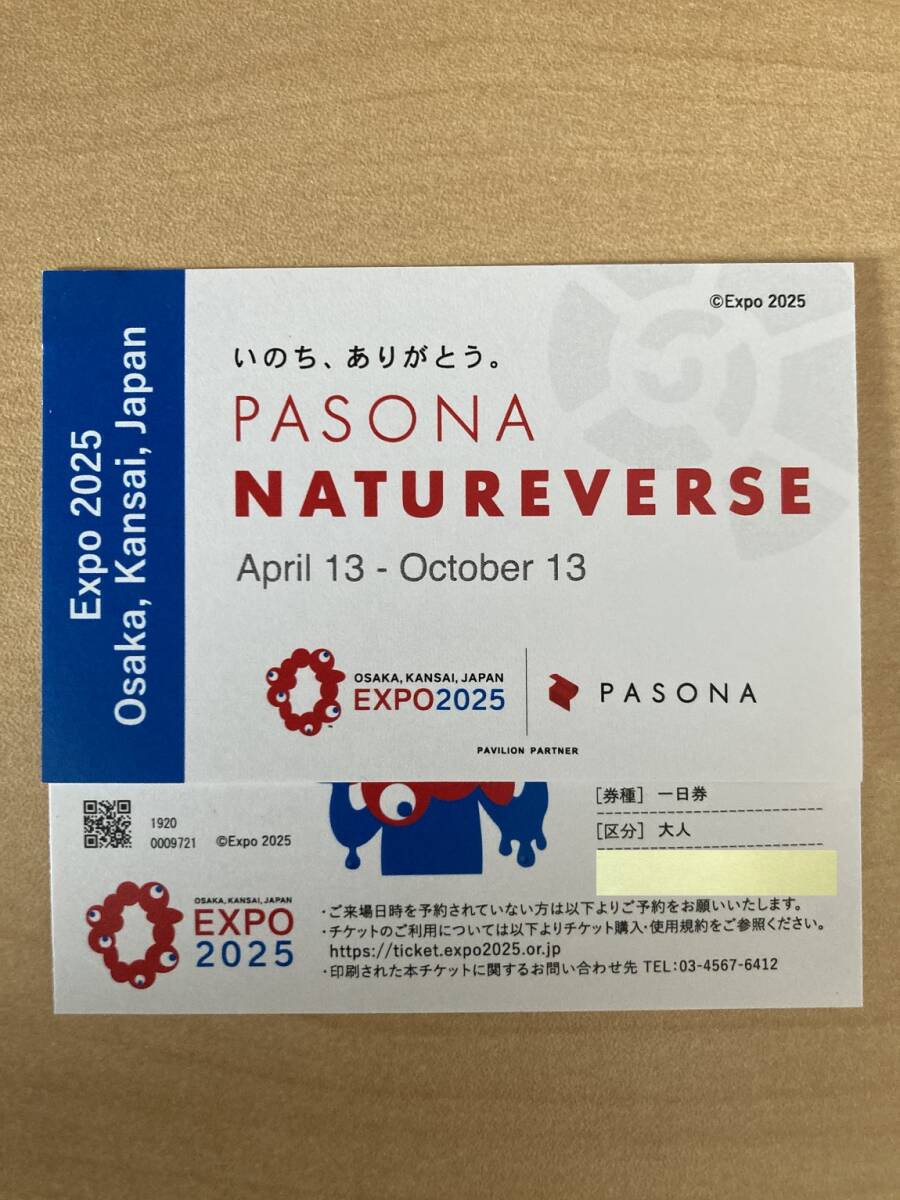 ©Expo 2025
Expo 2025
Osaka, Kansai, Japan
いのち、ありがとう。
PASONA
NATUREVERSE
April 13 - October 13
OSAKA, KANSAI, JAPAN
EXPO2025
PASONA
PAVILION PARTNER
1920
0009721
©Expo 2025
[券種] 一日券
[区分] 大人
OSAKA, KANSAI, JAPAN
EXPO
2025
・ご来場日時を予約されていない方は以下よりご予約をお願いいたします。
・チケットのご利用については以下よりチケット購入・使用規約をご参照ください。
https://ticket.expo2025.or.jp
・印刷された本チケットに関するお問い合わせ先 TEL:03-4567-6412